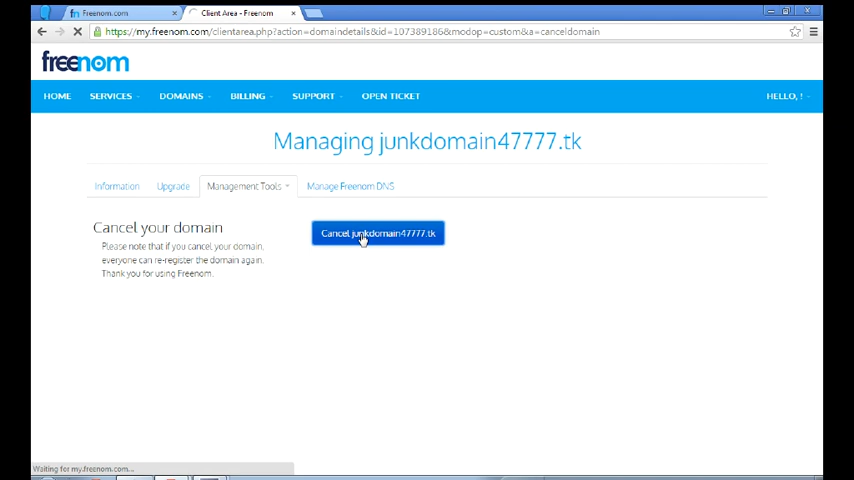 Freenom.com
Client Area - Freenom
https://my.freenom.com/clientarea.php?action=domaindetails&id=1073891866&modop=custom&a=canceldomain
freenom
HOME SERVICES DOMAINS BILLING SUPPORT OPEN TICKET HELLO, !
Managing junkdomain47777.tk
Information Upgrade Management Tools Manage Freenom DNS
Cancel your domain
Please note that if you cancel your domain,
everyone can re-register the domain again.
Thank you for using Freenom.
Cancel junkdomain47777.tk
Waiting for my.freenom.com...